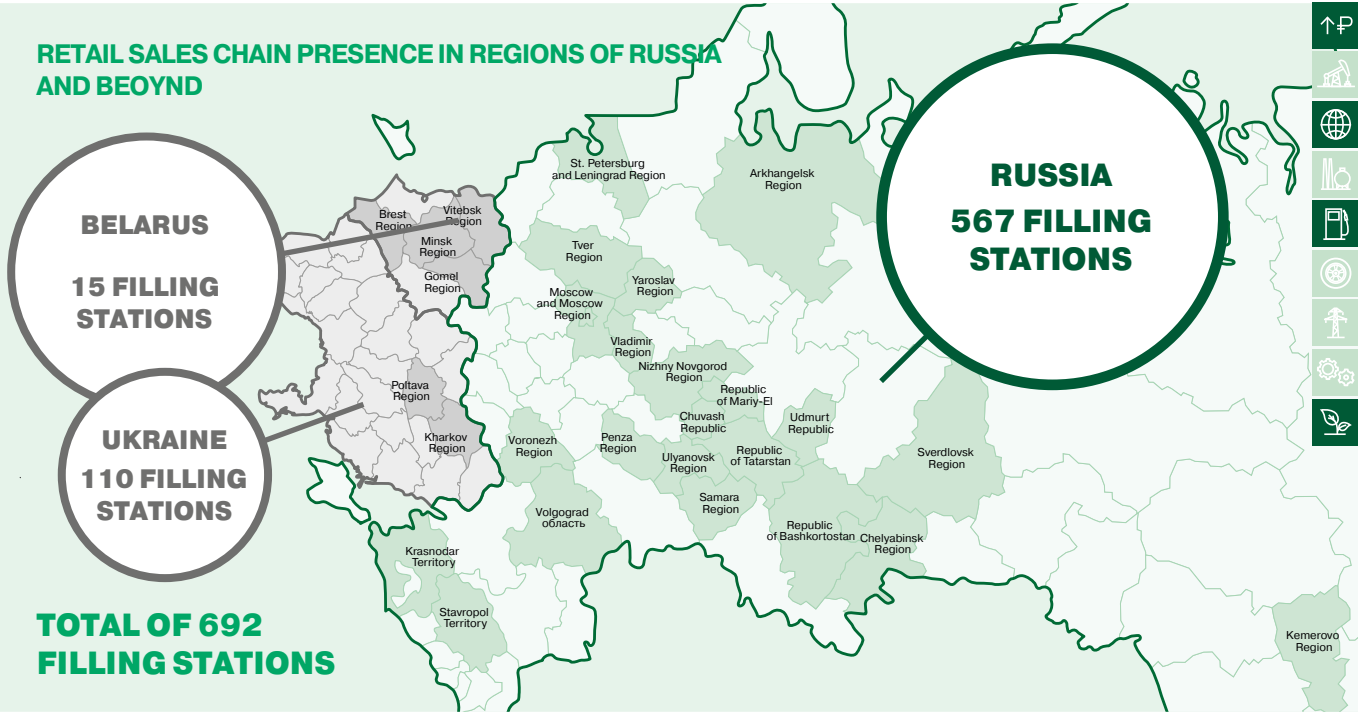 RETAIL SALES CHAIN PRESENCE IN REGIONS OF RUSSIA
AND BEOYND
BELARUS
15 FILLING
STATIONS
UKRAINE
110 FILLING
STATIONS
TOTAL OF 692
FILLING STATIONS
RUSSIA
567 FILLING
STATIONS
Brest
Region
Vitebsk
Region
Minsk
Region
Gomel
Region
Poltava
Region
Kharkov
Region
St. Petersburg
and Leningrad Region
Arkhangelsk
Region
Tver
Region
Yaroslav
Region
Moscow
and Moscow
Region
Vladimir
Region
Nizhny Novgorod
Region
Republic
of Mariy-El
Chuvash
Republic
Udmurt
Republic
Voronezh
Region
Penza
Region
Ulyanovsk
Region
Republic
of Tatarstan
Sverdlovsk
Region
Samara
Region
Volgograd
область
Republic
of Bashkortostan
Chelyabinsk
Region
Krasnodar
Territory
Stavropol
Territory
Kemerovo
Region
₽